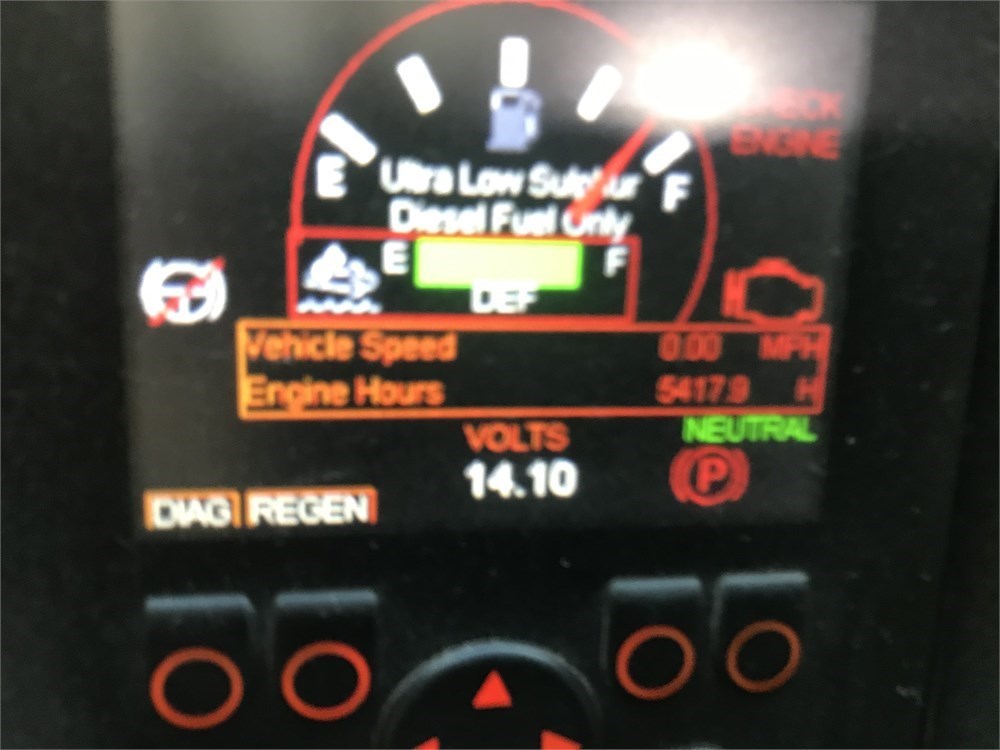 CHECK
ENGINE
E Ultra Low Sulphur F
Diesel Fuel Only
E F
DEF
Vehicle Speed 0.00 MPH
Engine Hours 5417.9 H
VOLTS NEUTRAL
14.10 P
DIAG REGEN